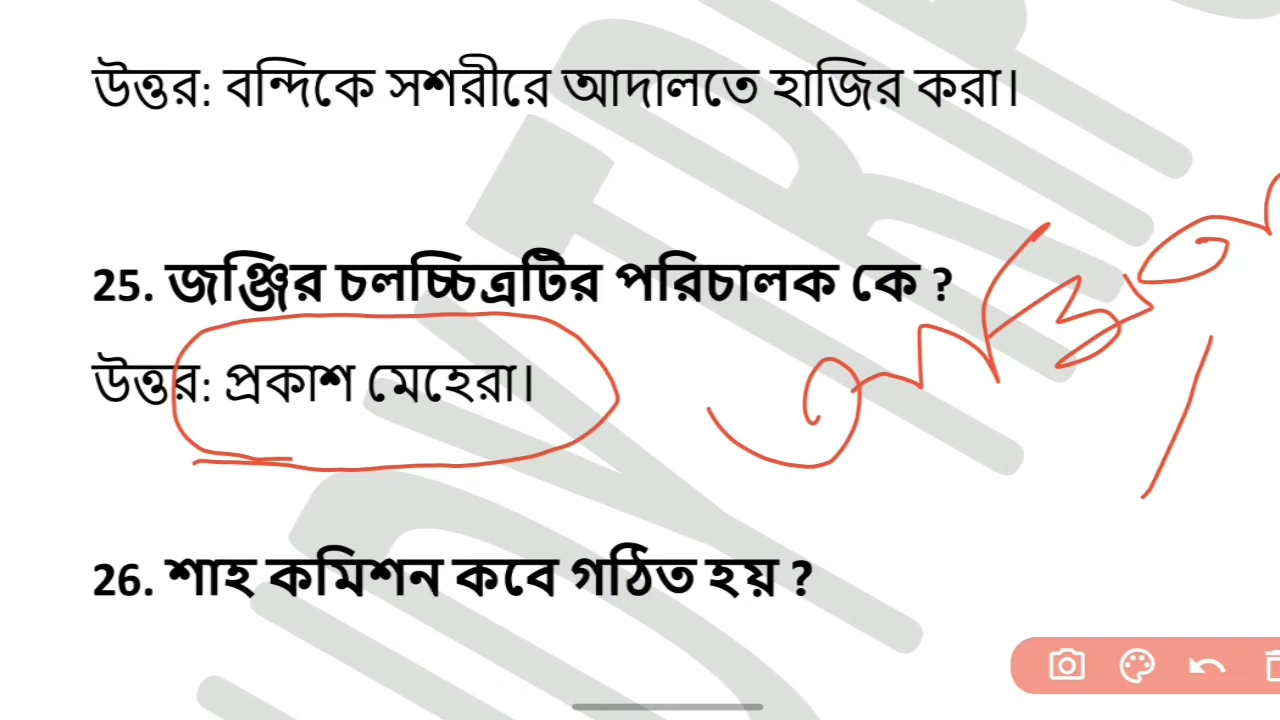 উত্তর: বন্দিকে সশরীরে আদালতে হাজির করা।
25. জঞ্জির চলচ্চিত্রটির পরিচালক কে ?
উত্তর: প্রকাশ মেহেরা।
26. শাহ কমিশন কবে গঠিত হয় ?